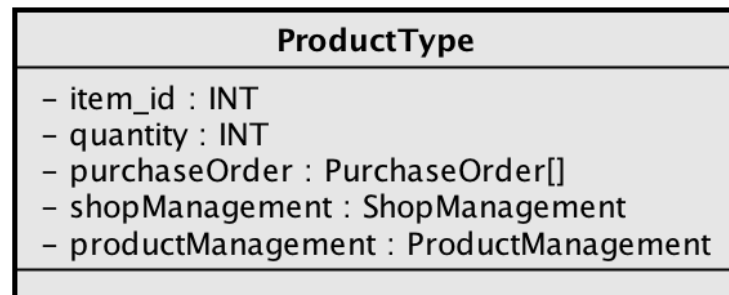 ProductType
– item_id : INT
– quantity : INT
– purchaseOrder : PurchaseOrder[]
– shopManagement : ShopManagement
– productManagement : ProductManagement